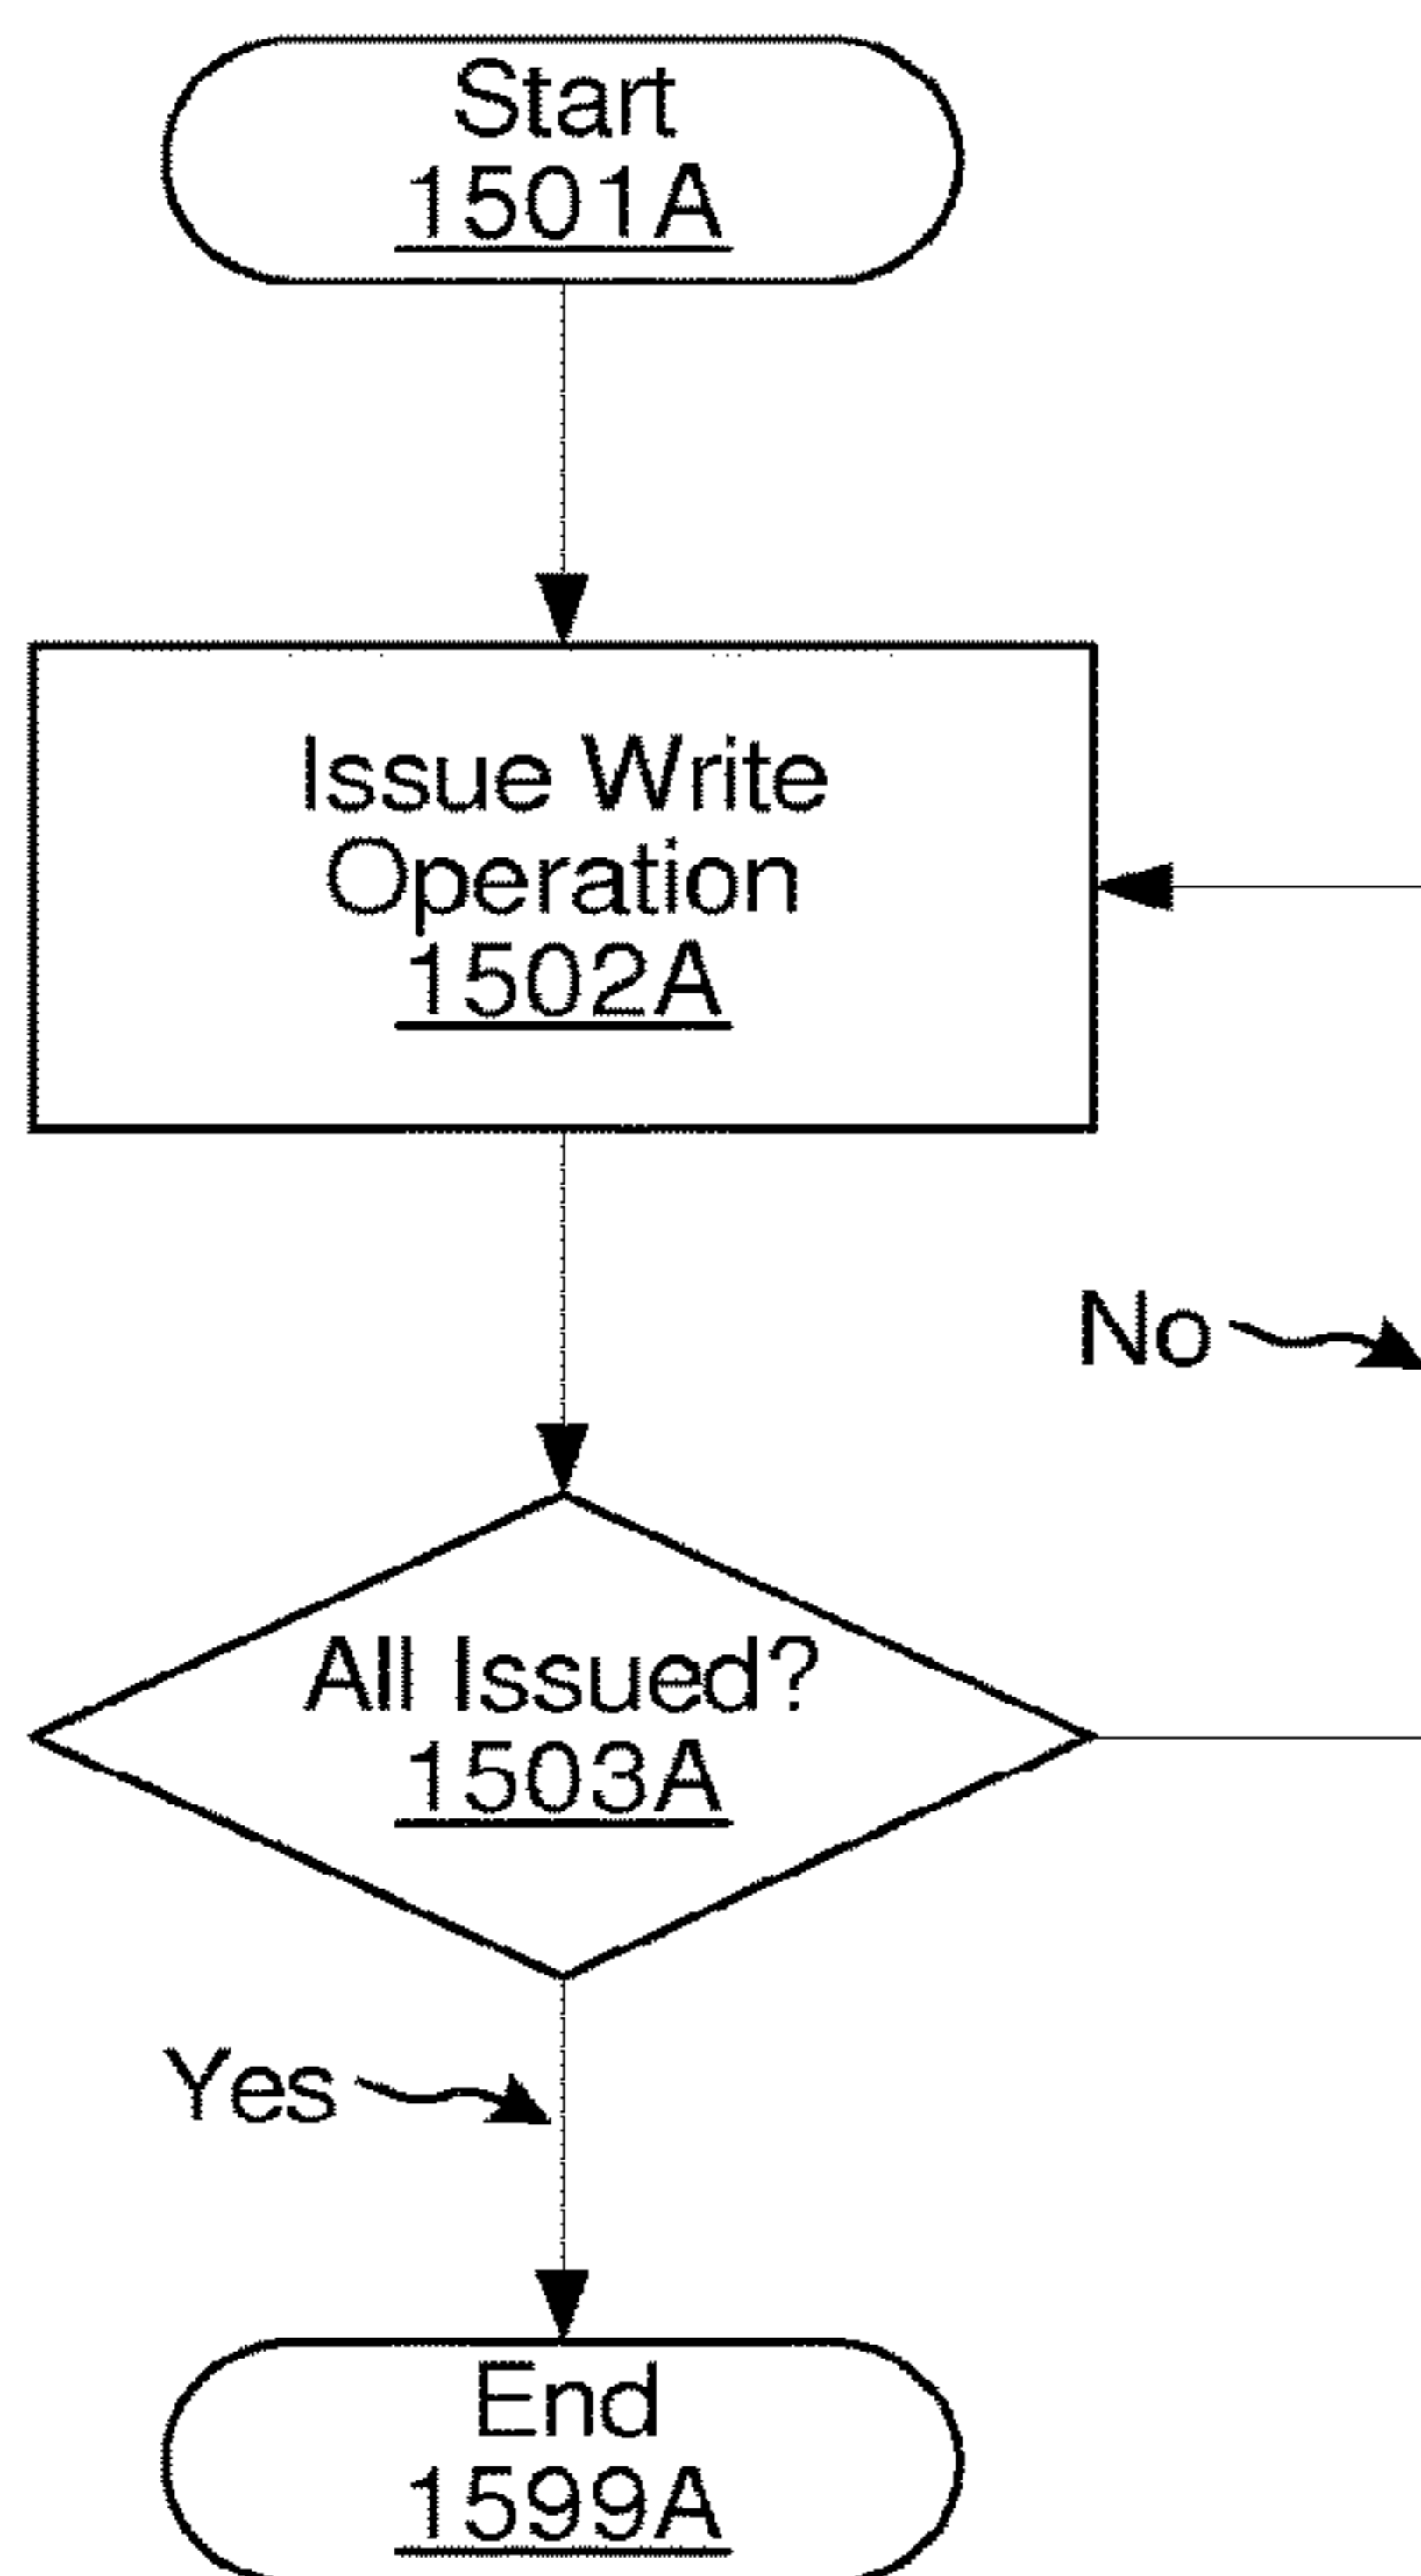 Start
1501A
Issue Write
Operation
1502A
No
All Issued?
1503A
Yes
End
1599A